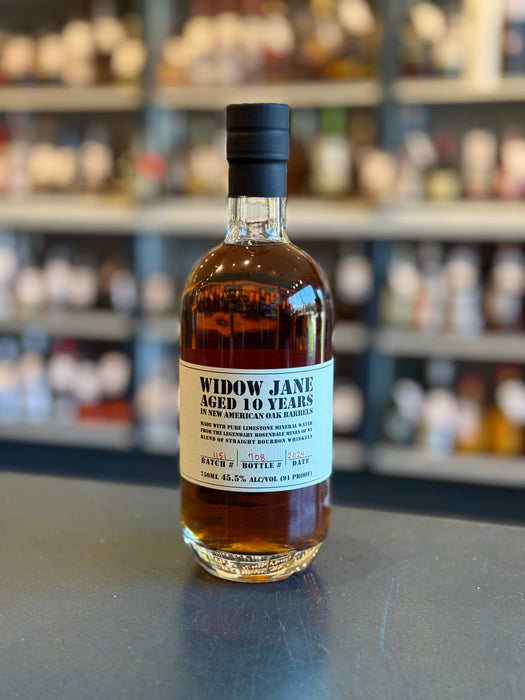 WIDOW JANE
AGED 10 YEARS
IN NEW AMERICAN OAK BARRELS
MADE WITH PURE LIMESTONE MINERAL WATER
FROM THE LEGENDARY ROSENDALE MINES OF NY
BLEND OF STRAIGHT BOURBON WHISKEYS
1151 708 2024
BATCH # BOTTLE # DATE
750ML 45.5% ALC/VOL (91 PROOF)